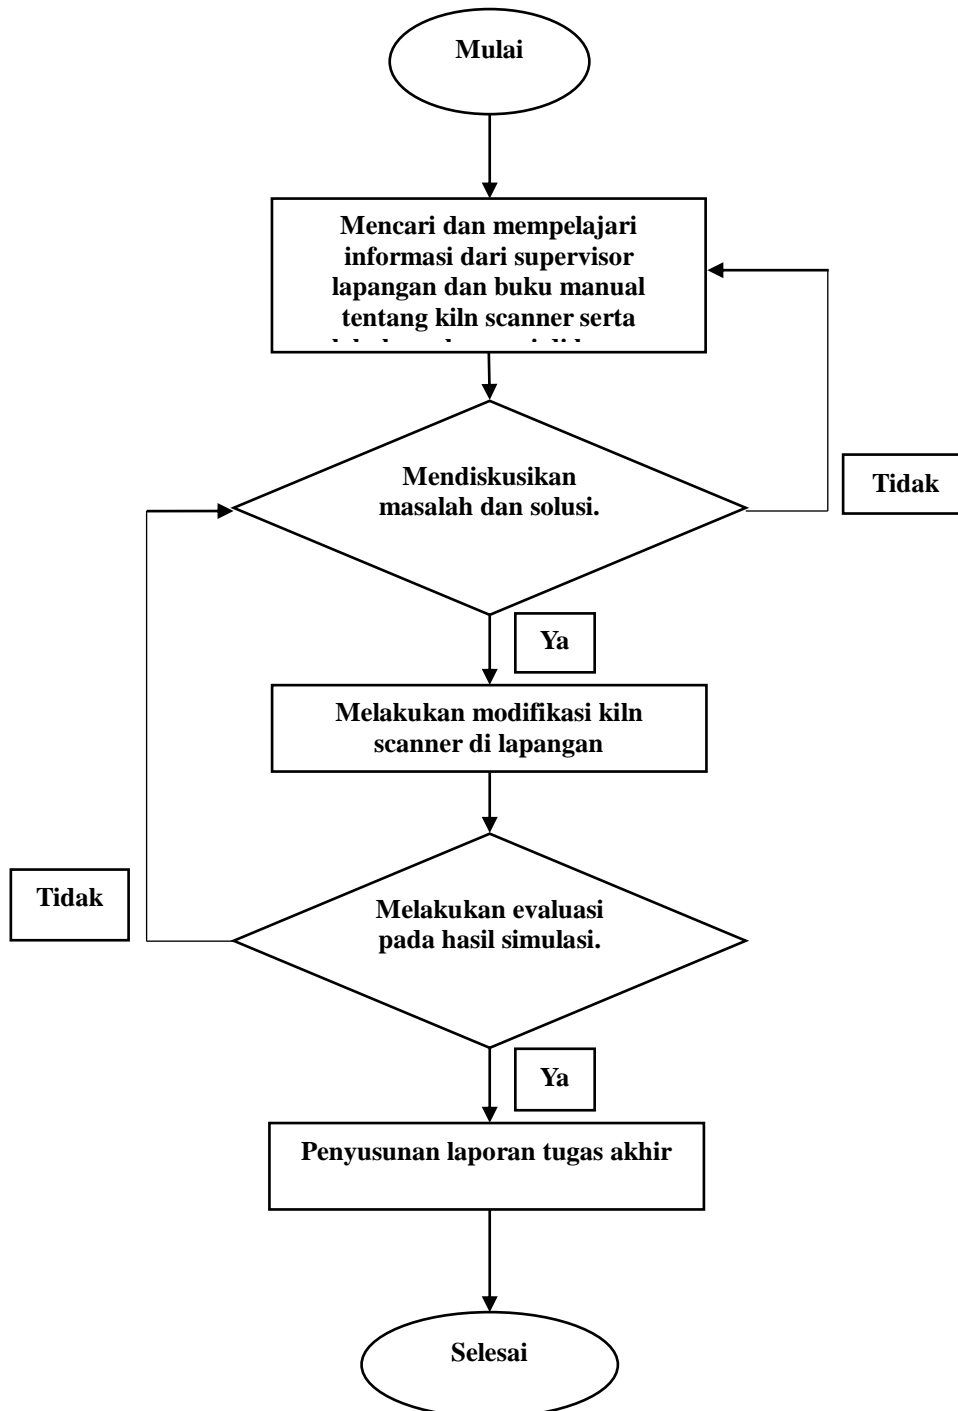 Mulai
Mencari dan mempelajari
informasi dari supervisor
lapangan dan buku manual
tentang kiln scanner serta
Mendiskusikan
masalah dan solusi.
Tidak
Ya
Melakukan modifikasi kiln
scanner di lapangan
Tidak
Melakukan evaluasi
pada hasil simulasi.
Ya
Penyusunan laporan tugas akhir
Selesai